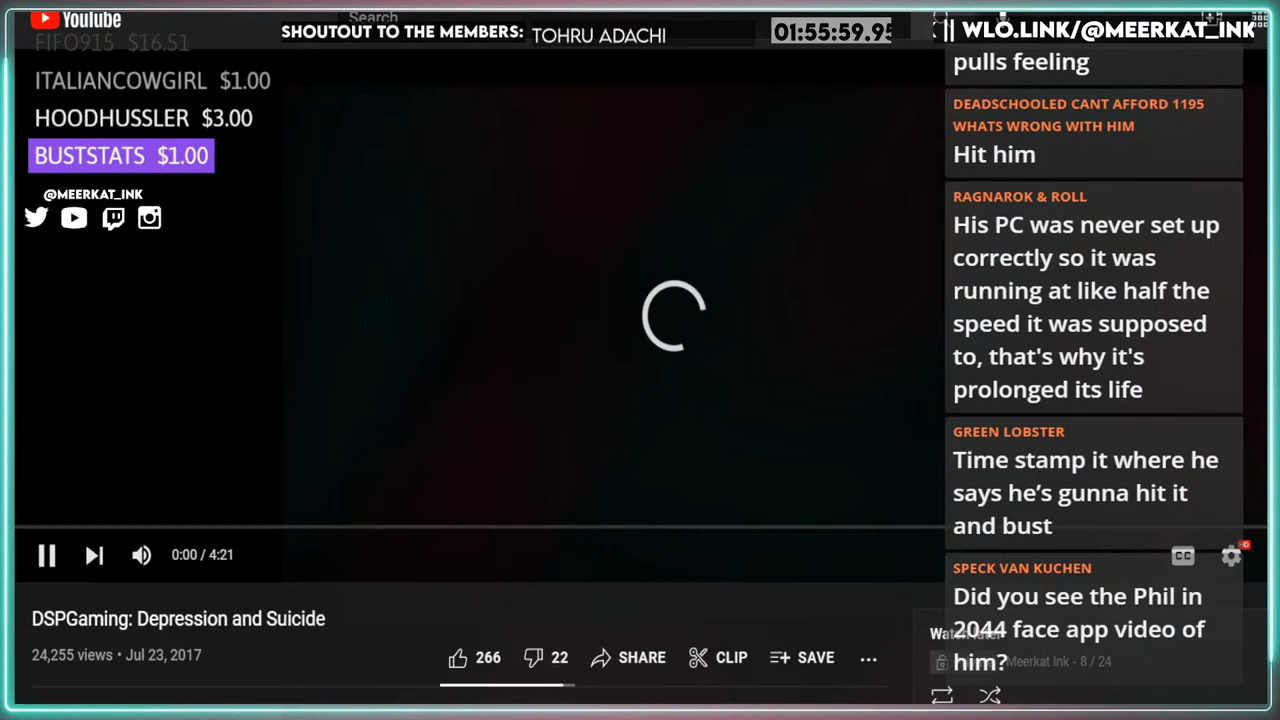 YouTube
Search
SHOUTOUT TO THE MEMBERS: TOHRU ADACHI
01:55:59.95
|| WLO.LINK/@MEERKAT_INK
FIFO915 $16.51
ITALIANCOWGIRL $1.00
HOODHUSSLER $3.00
BUSTSTATS $1.00
@MEERKAT_INK
pulls feeling
DEADSCHOOLED CANT AFFORD 1195
WHATS WRONG WITH HIM
Hit him
RAGNAROK & ROLL
His PC was never set up
correctly so it was
running at like half the
speed it was supposed
to, that's why it's
prolonged its life
GREEN LOBSTER
Time stamp it where he
says he’s gunna hit it
and bust
SPECK VAN KUCHEN
Did you see the Phil in
2044 face app video of
him?
0:00 / 4:21
CC
HD
DSPGaming: Depression and Suicide
24,255 views • Jul 23, 2017
266
22
SHARE
CLIP
SAVE
Watch later
Meerkat Ink - 8 / 24